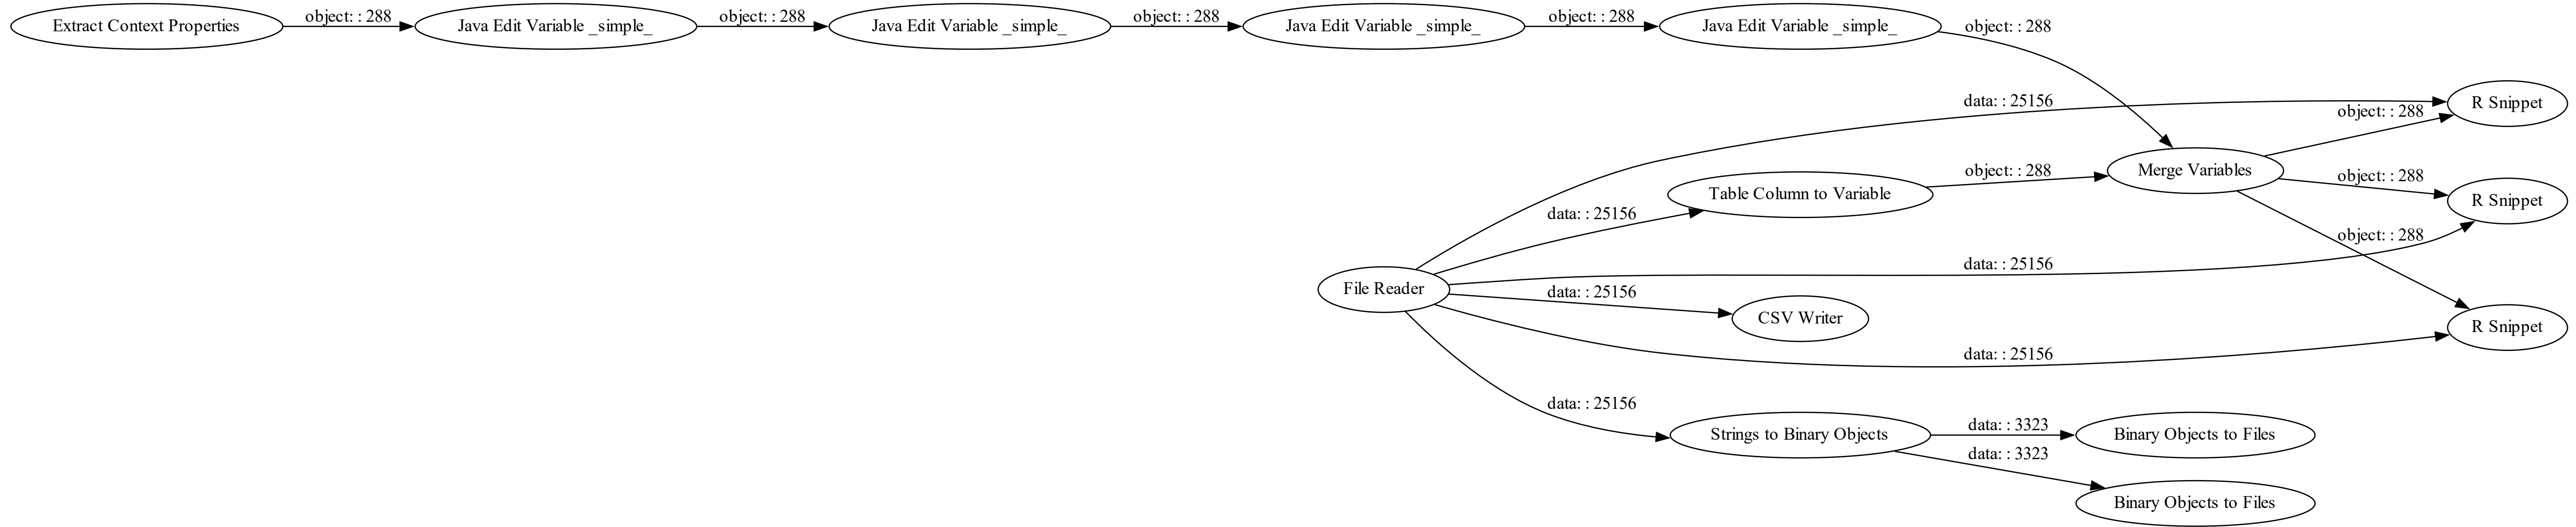 Extract Context Properties
object: : 288
Java Edit Variable _simple_
object: : 288
Java Edit Variable _simple_
object: : 288
Java Edit Variable _simple_
object: : 288
Java Edit Variable _simple_
object: : 288
data: : 25156
R Snippet
object: : 288
Merge Variables
object: : 288
Table Column to Variable
object: : 288
R Snippet
data: : 25156
object: : 288
data: : 25156
File Reader
data: : 25156
CSV Writer
R Snippet
data: : 25156
data: : 25156
Strings to Binary Objects
data: : 3323
Binary Objects to Files
data: : 3323
Binary Objects to Files